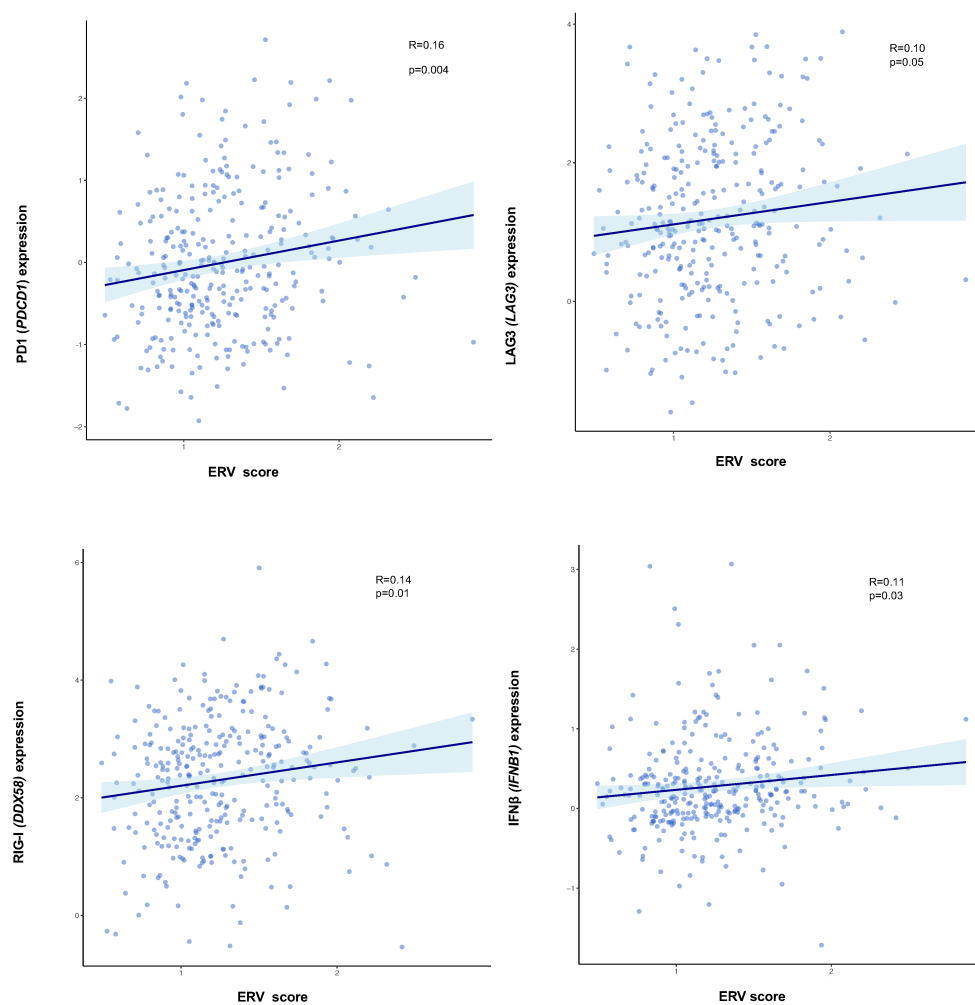 R=0.16
p=0.004
2
1
0
-1
-2
PD1 (PDCD1) expression
1
2
ERV score
R=0.10
p=0.05
4
2
0
LAG3 (LAG3) expression
1
2
ERV score
R=0.14
p=0.01
6
4
2
0
RIG-I (DDX58) expression
1
2
ERV score
R=0.11
p=0.03
3
2
1
0
-1
IFNβ (IFNB1) expression
1
2
ERV score